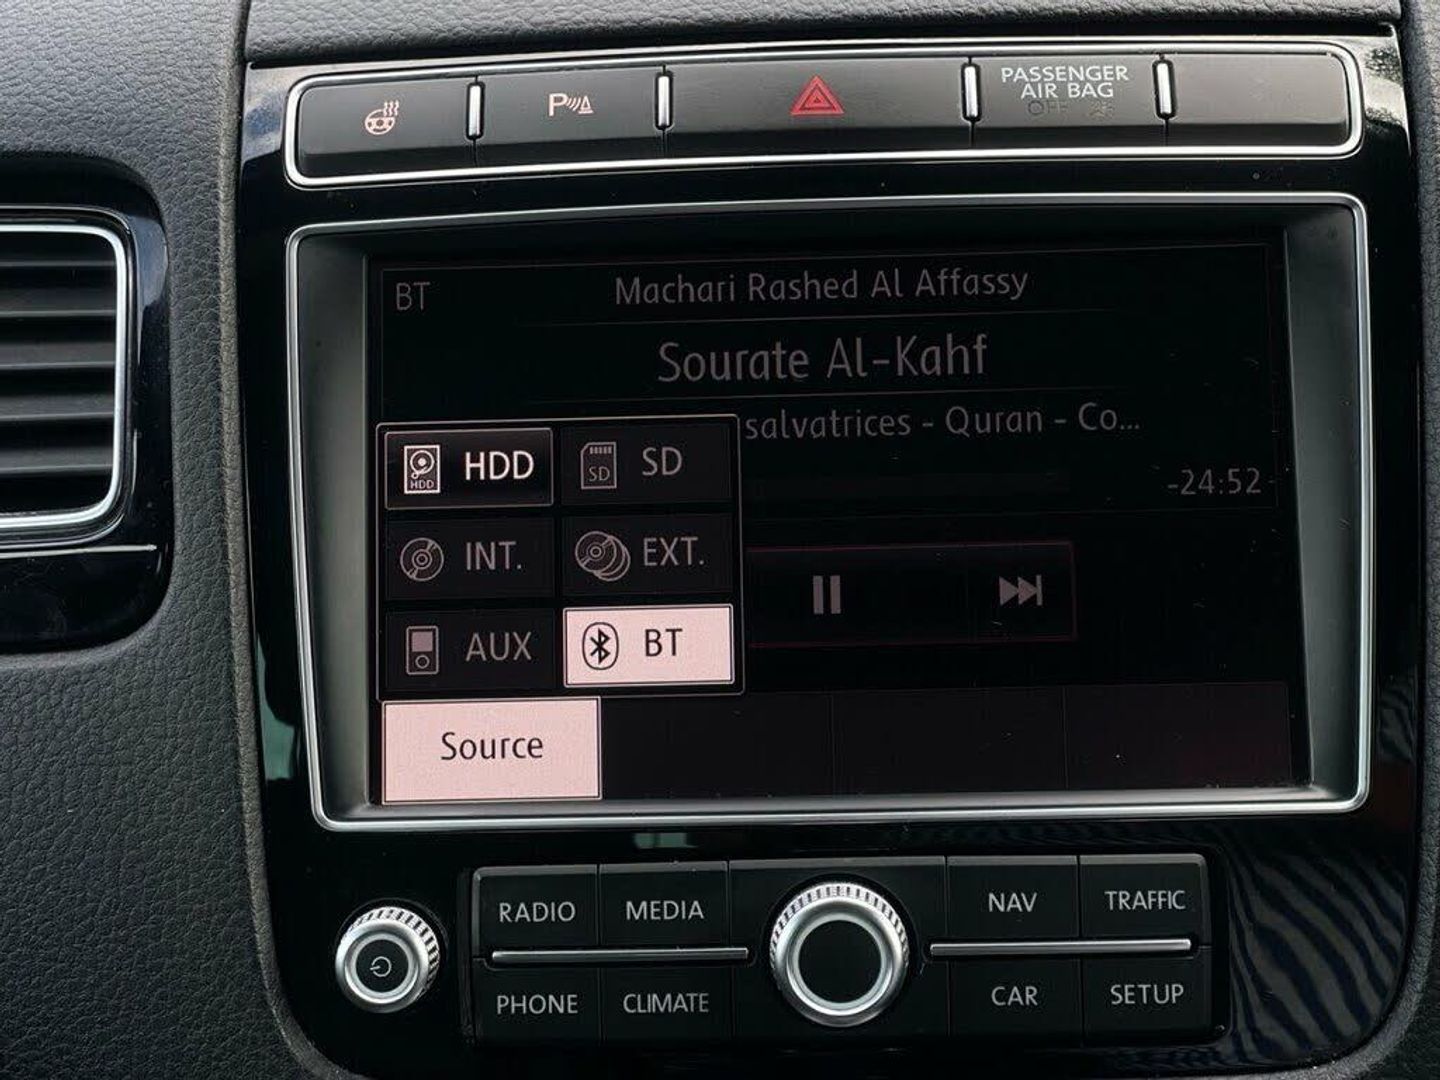 PASSENGER
AIR BAG
OFF
BT
Machari Rashed Al Affassy
Sourate Al-Kahf
salvatrices - Quran - Co...
-24:52
HDD HDD
SD SD
INT.
EXT.
AUX
BT
Source
RADIO
MEDIA
NAV
TRAFFIC
PHONE
CLIMATE
CAR
SETUP
P